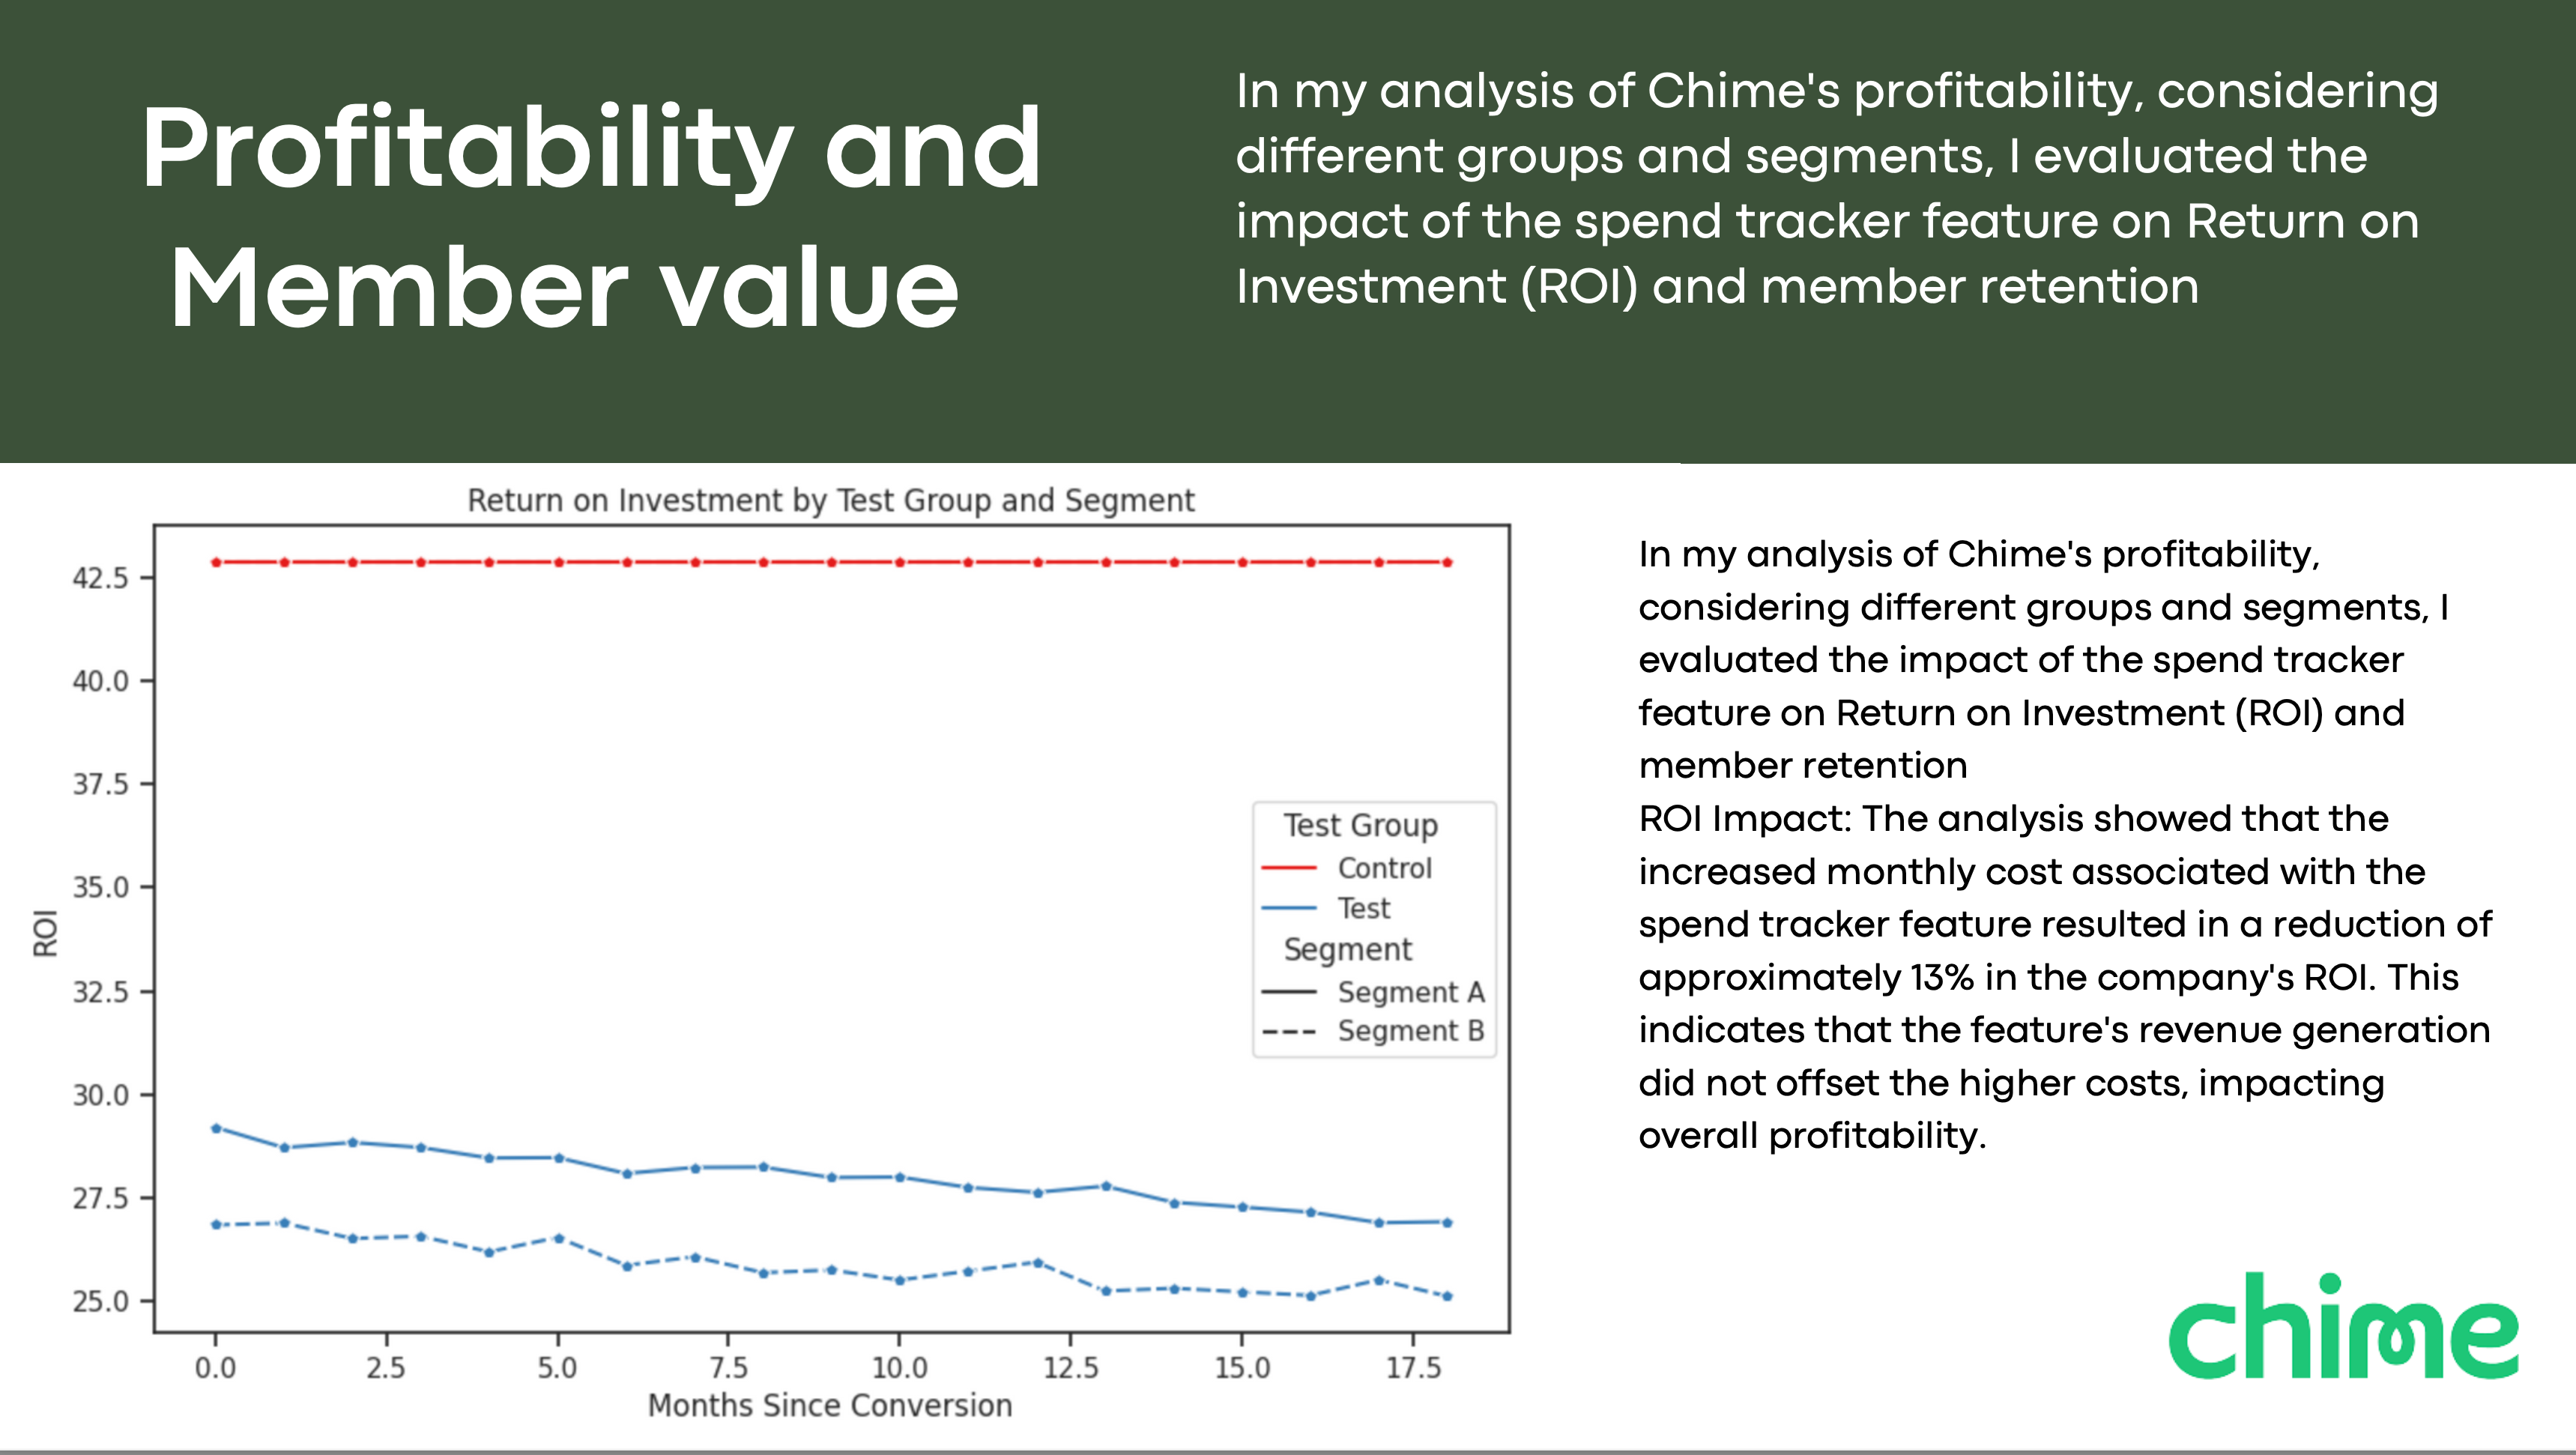 Profitability and
Member value
In my analysis of Chime's profitability, considering
different groups and segments, I evaluated the
impact of the spend tracker feature on Return on
Investment (ROI) and member retention
Return on Investment by Test Group and Segment
42.5
40.0
37.5
35.0
32.5
30.0
27.5
25.0
ROI
Test Group
Control
Test
Segment
Segment A
Segment B
0.0 2.5 5.0 7.5 10.0 12.5 15.0 17.5
Months Since Conversion
In my analysis of Chime's profitability,
considering different groups and segments, I
evaluated the impact of the spend tracker
feature on Return on Investment (ROI) and
member retention
ROI Impact: The analysis showed that the
increased monthly cost associated with the
spend tracker feature resulted in a reduction of
approximately 13% in the company's ROI. This
indicates that the feature's revenue generation
did not offset the higher costs, impacting
overall profitability.
chime